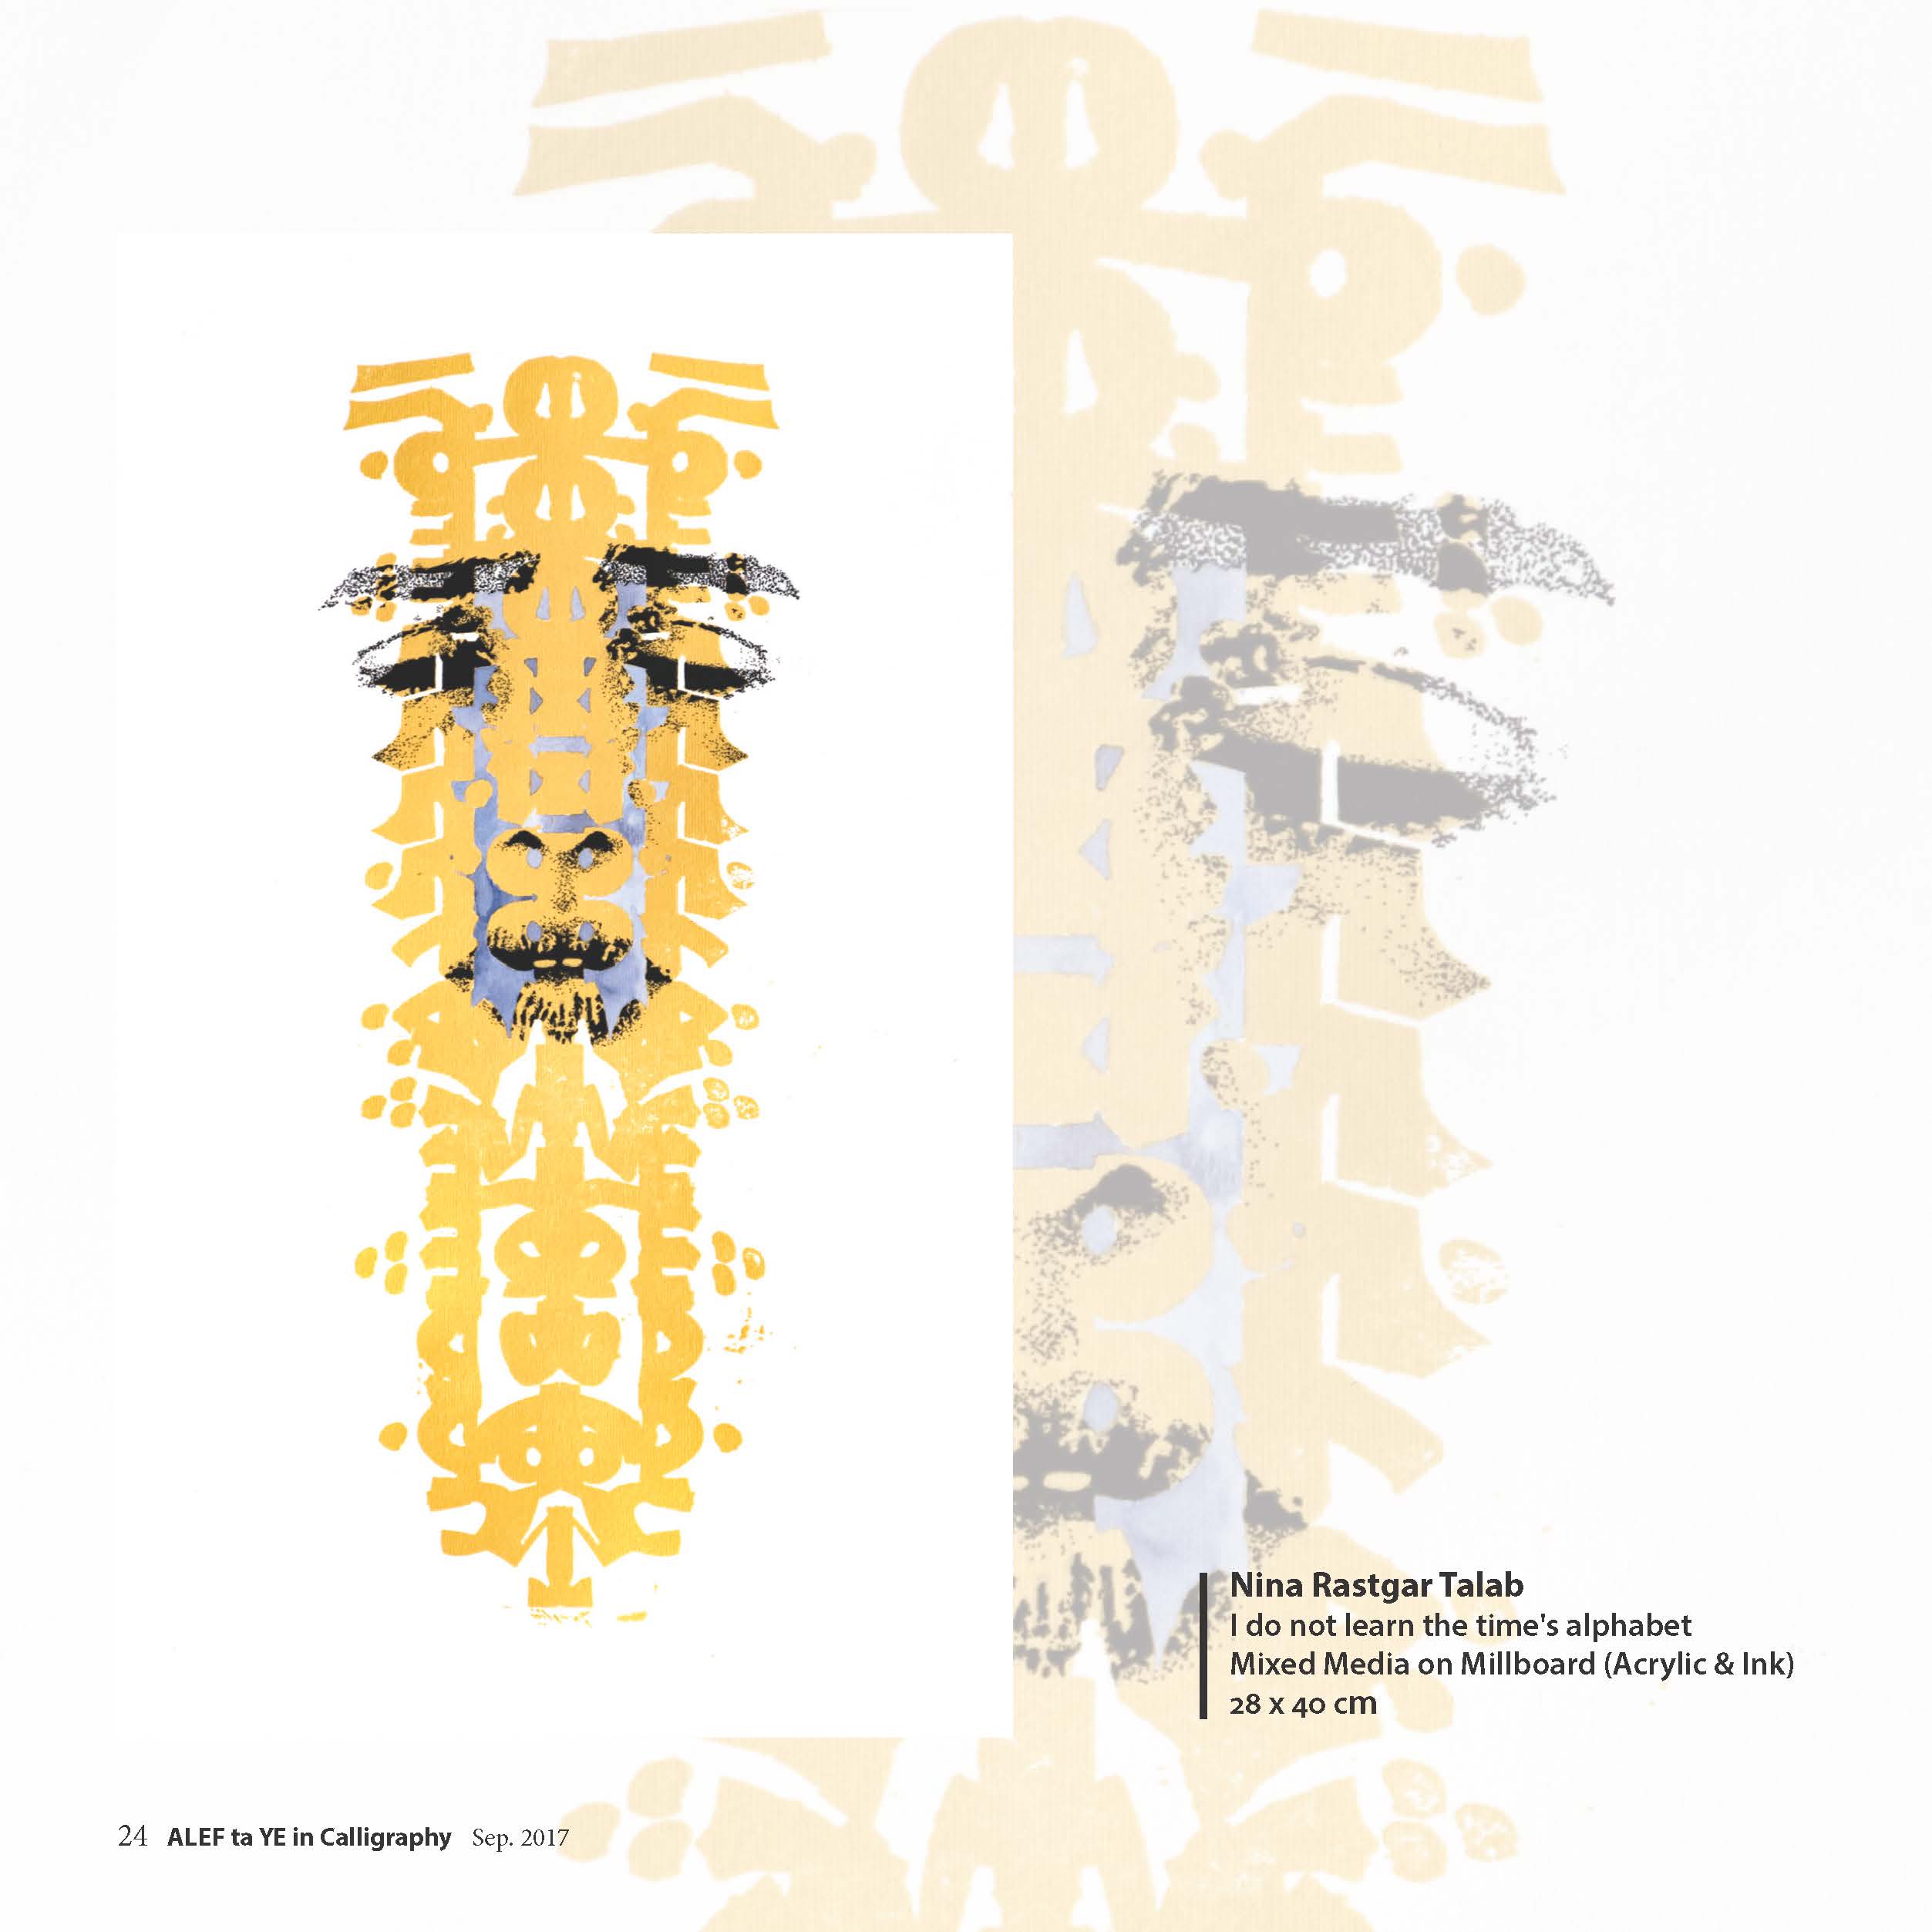 Nina Rastgar Talab
I do not learn the time's alphabet
Mixed Media on Millboard (Acrylic & Ink)
28 x 40 cm
24 ALEF ta YE in Calligraphy Sep. 2017